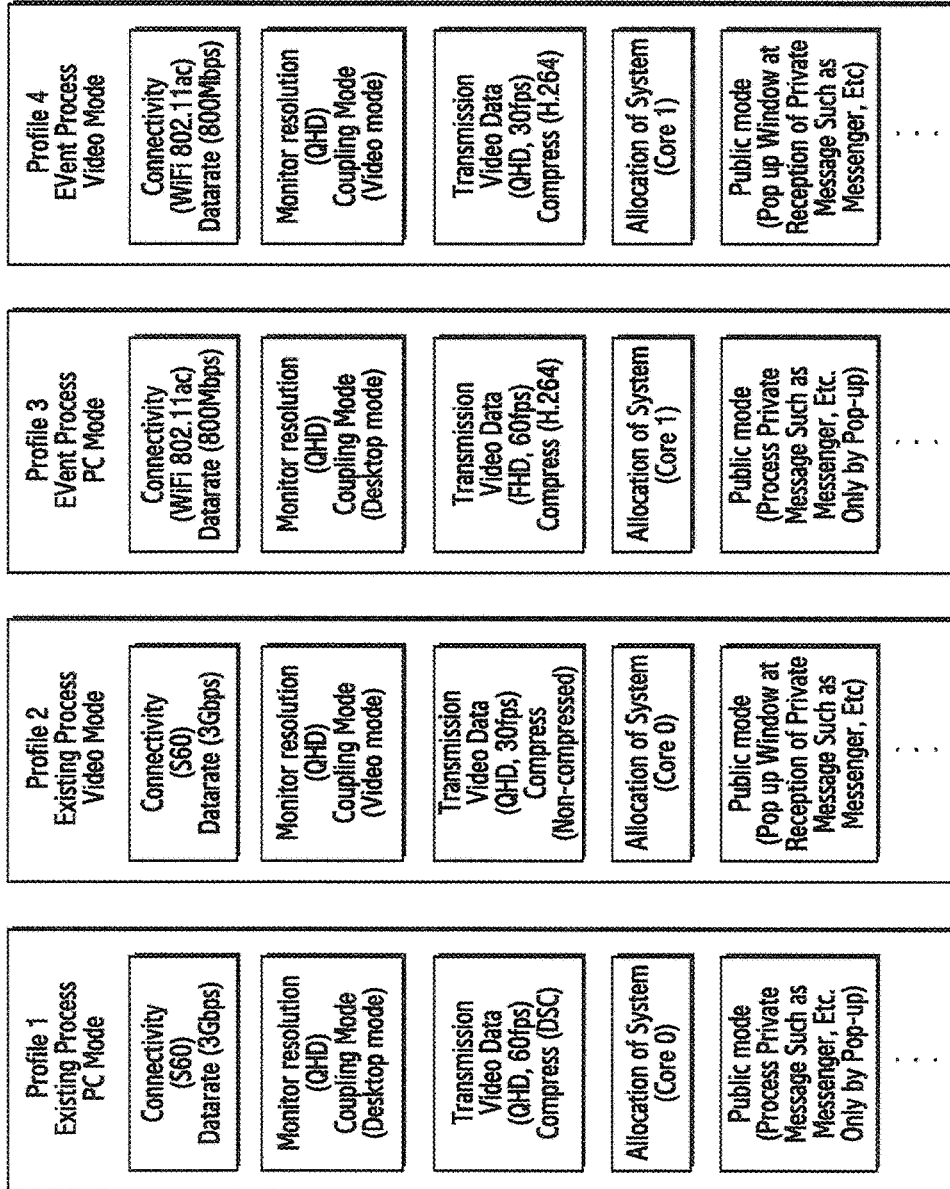 Profile 1
Existing Process
PC Mode
Connectivity
(S60)
Datarate (3Gbps)
Monitor resolution
(QHD)
Coupling Mode
(Desktop mode)
Transmission
Video Data
(QHD, 60fps)
Compress (DSC)
Allocation of System
(Core 0)
Public mode
(Process Private
Message Such as
Messenger, Etc.
Only by Pop-up)
. . .
Profile 2
Existing Process
Video Mode
Connectivity
(S60)
Datarate (3Gbps)
Monitor resolution
(QHD)
Coupling Mode
(Video mode)
Transmission
Video Data
(QHD, 30fps)
Compress
(Non-compressed)
Allocation of System
(Core 0)
Public mode
(Pop up Window at
Reception of Private
Message Such as
Messenger, Etc)
. . .
Profile 3
EVent Process
PC Mode
Connectivity
(WiFi 802.11ac)
Datarate (800Mbps)
Monitor resolution
(QHD)
Coupling Mode
(Desktop mode)
Transmission
Video Data
(FHD, 60fps)
Compress (H.264)
Allocation of System
(Core 1)
Public mode
(Process Private
Message Such as
Messenger, Etc.
Only by Pop-up)
. . .
Profile 4
EVent Process
Video Mode
Connectivity
(WiFi 802.11ac)
Datarate (800Mbps)
Monitor resolution
(QHD)
Coupling Mode
(Video mode)
Transmission
Video Data
(QHD, 30fps)
Compress (H.264)
Allocation of System
(Core 1)
Public mode
(Pop up Window at
Reception of Private
Message Such as
Messenger, Etc)
. . .